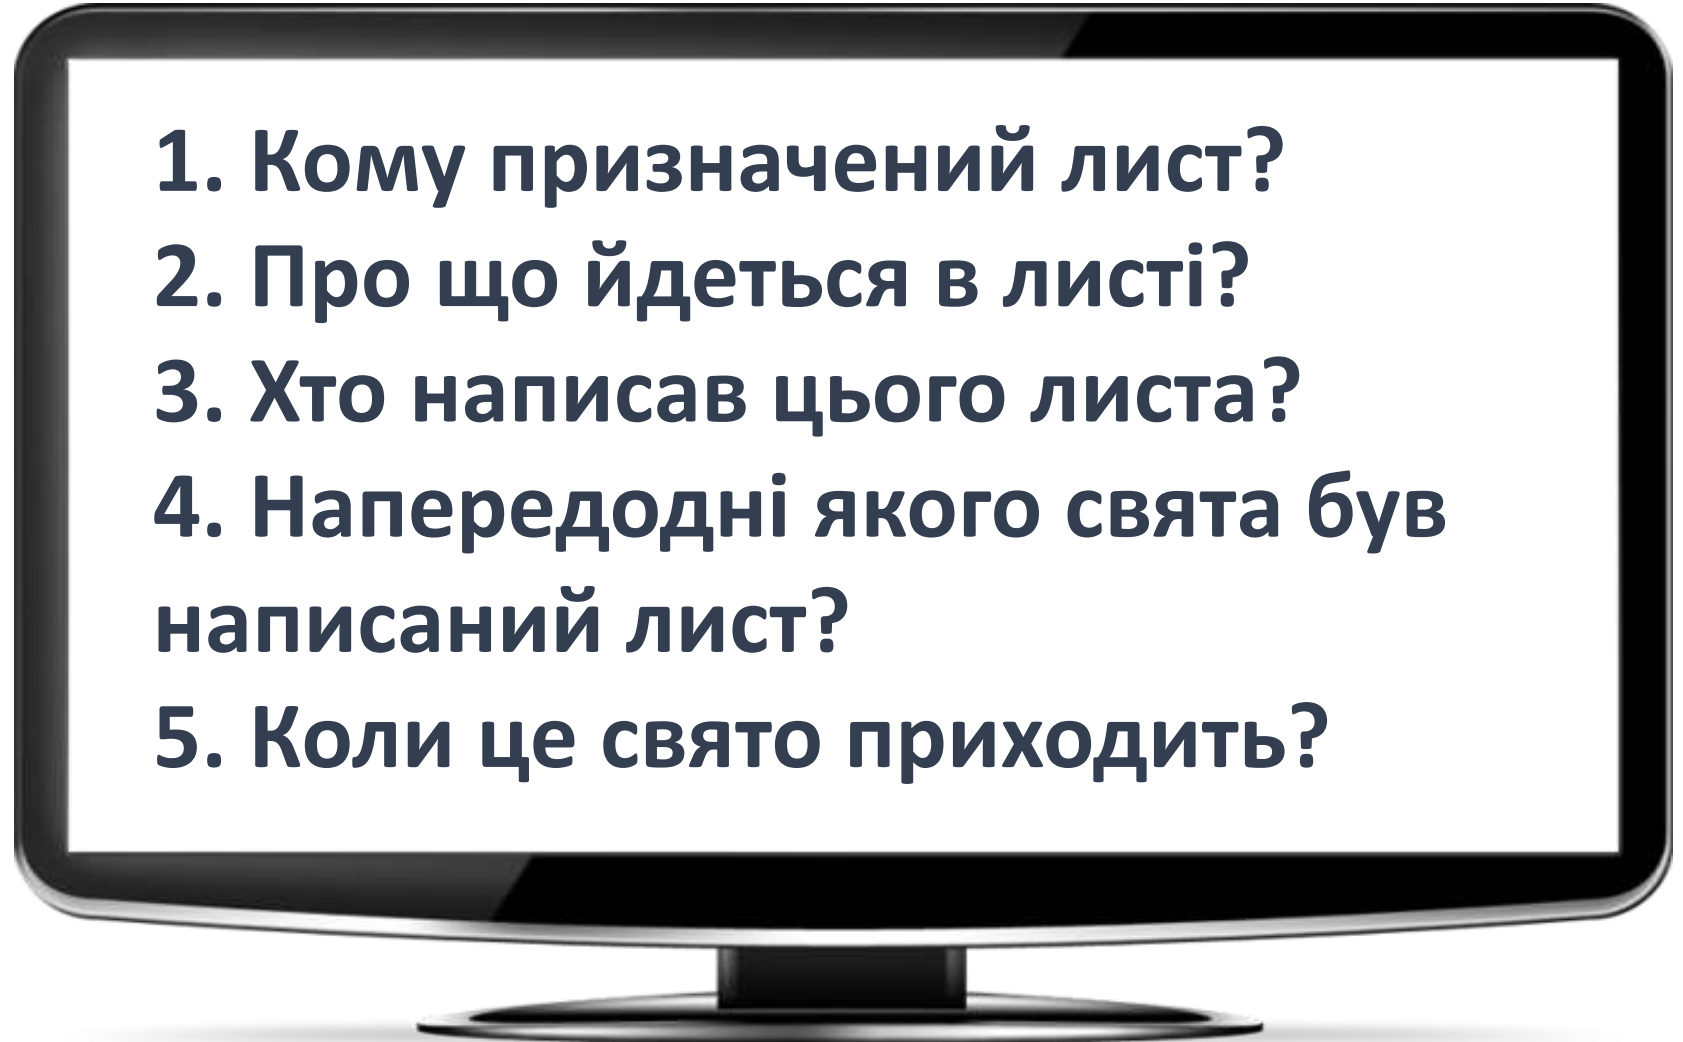 1. Кому призначений лист?
2. Про що йдеться в листі?
3. Хто написав цього листа?
4. Напередодні якого свята був
написаний лист?
5. Коли це свято приходить?